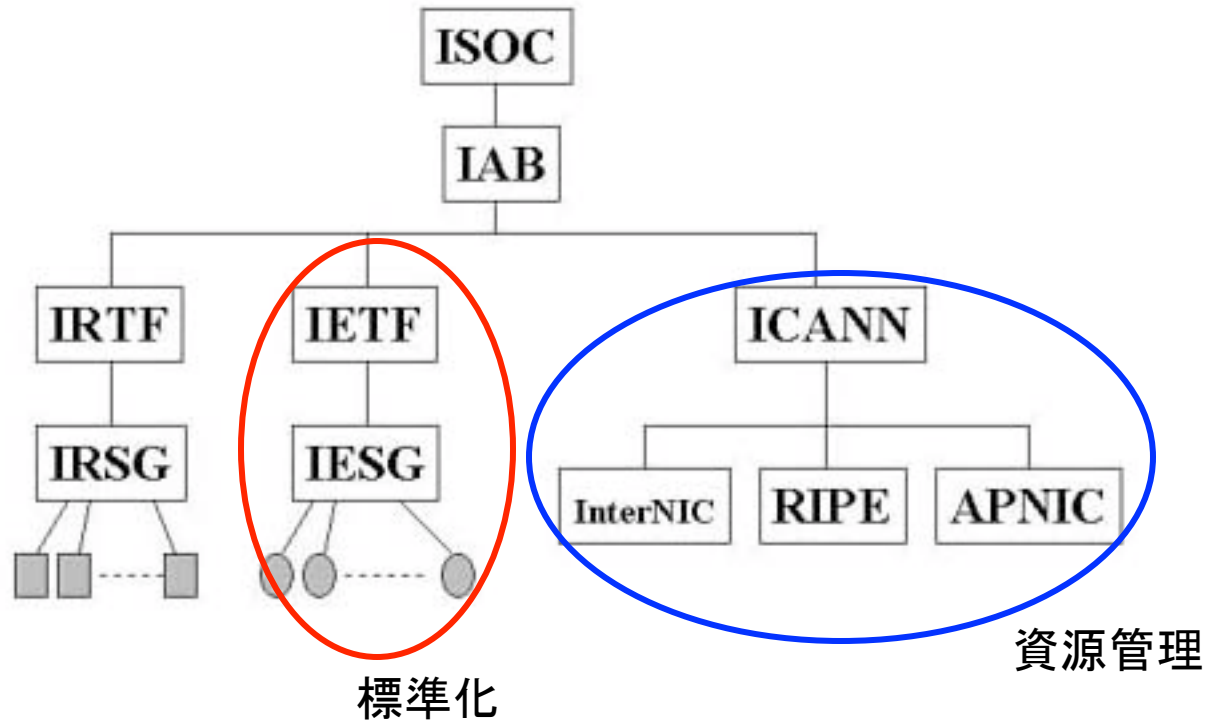 ISOC
IAB
IRTF
IETF
ICANN
IRSG
IESG
InterNIC
RIPE
APNIC
資源管理
標準化